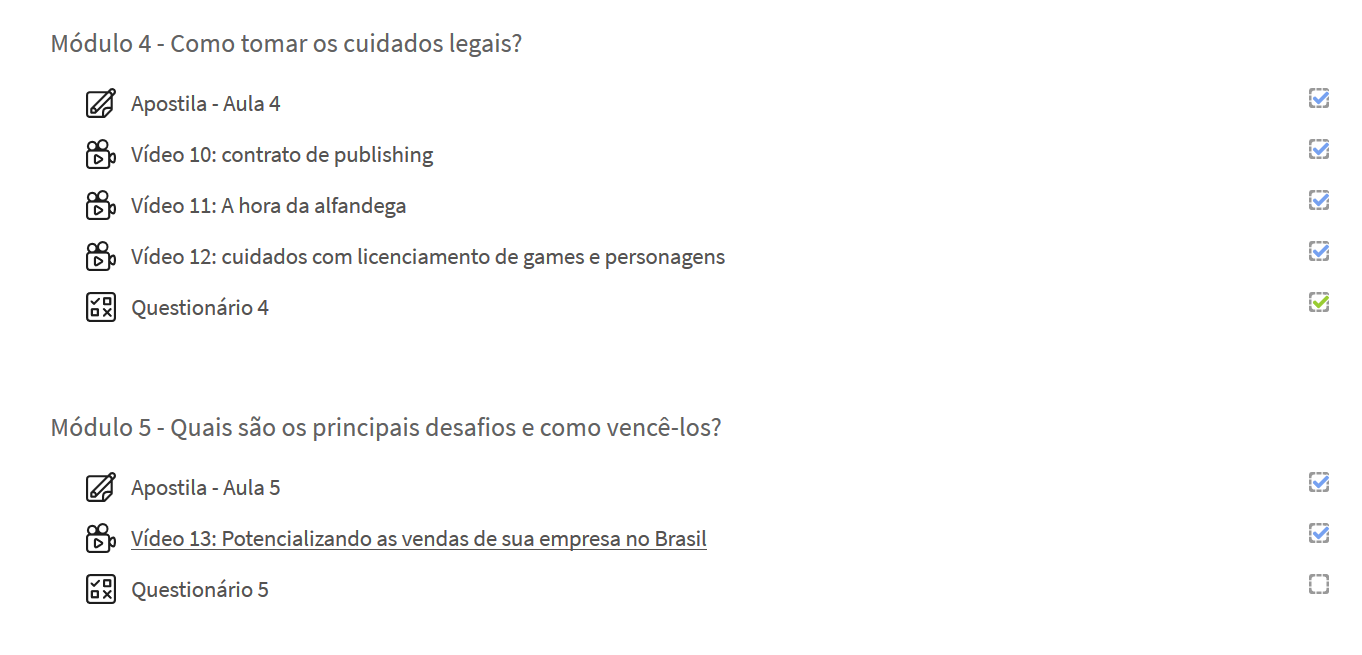 Módulo 4 - Como tomar os cuidados legais?
Apostila - Aula 4
Vídeo 10: contrato de publishing
Vídeo 11: A hora da alfandega
Vídeo 12: cuidados com licenciamento de games e personagens
Questionário 4
Módulo 5 - Quais são os principais desafios e como vencê-los?
Apostila - Aula 5
Vídeo 13: Potencializando as vendas de sua empresa no Brasil
Questionário 5